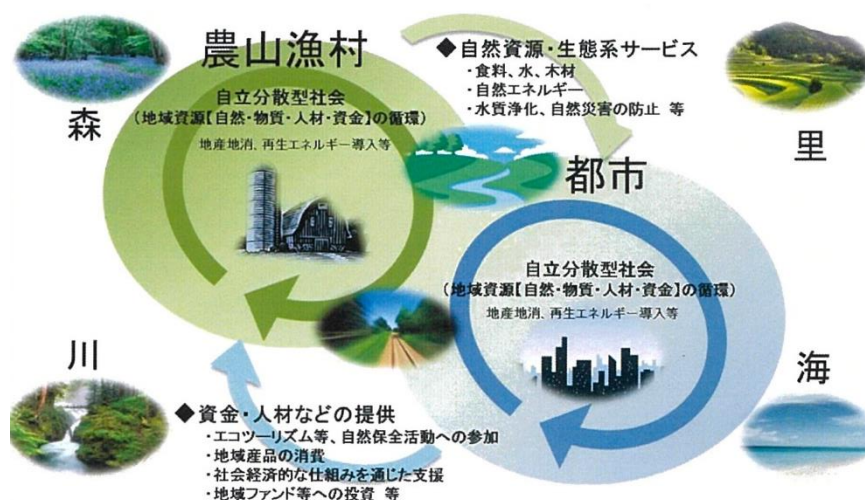 農山漁村
自立分散型社会
(地域資源【自然・物質・人材・資金】の循環)
地産地消、再生エネルギー導入等
◆自然資源・生態系サービス
・食料、水、木材
・自然エネルギー
・水質浄化、自然災害の防止 等
森
里
都市
自立分散型社会
(地域資源【自然・物質・人材・資金】の循環)
地産地消、再生エネルギー導入等
川
海
◆資金・人材などの提供
・エコツーリズム等、自然保全活動への参加
・地域産品の消費
・社会経済的な仕組みを通じた支援
・地域ファンド等への投資 等